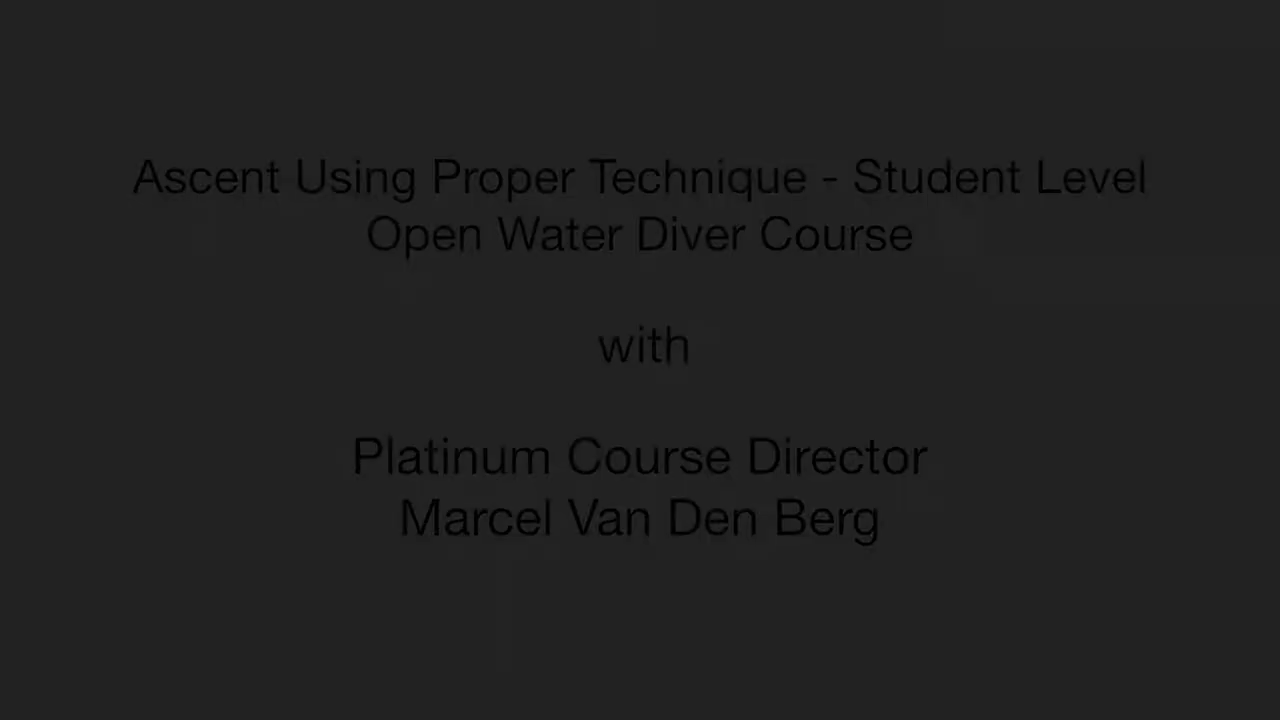 Ascent Using Proper Technique - Student Level
Open Water Diver Course
with
Platinum Course Director
Marcel Van Den Berg